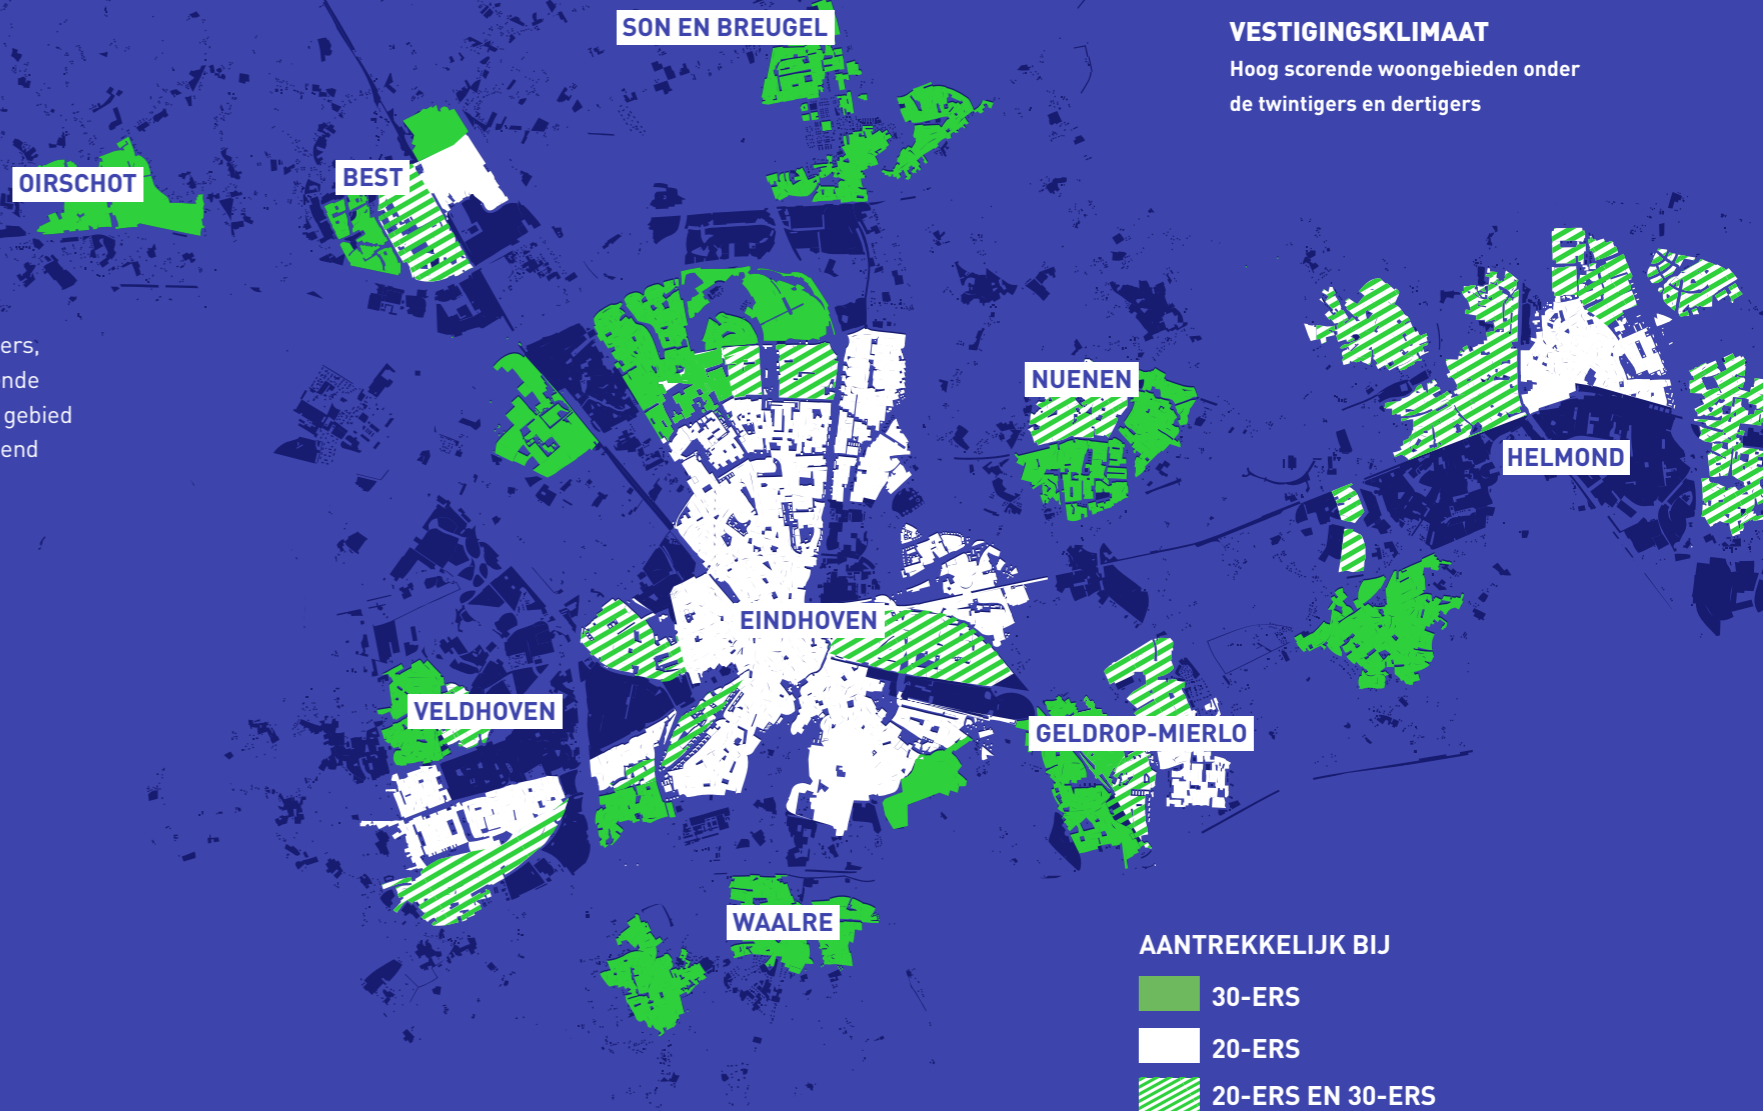 SON EN BREUGEL
VESTIGINGSKLIMAAT
Hoog scorende woongebieden onder
de twintigers en dertigers
OIRSCHOT
BEST
ers,
nde
gebied
end
NUENEN
HELMOND
EINDHOVEN
VELDHOVEN
GELDROP-MIERLO
WAALRE
AANTREKKELIJK BIJ
30-ERS
20-ERS
20-ERS EN 30-ERS